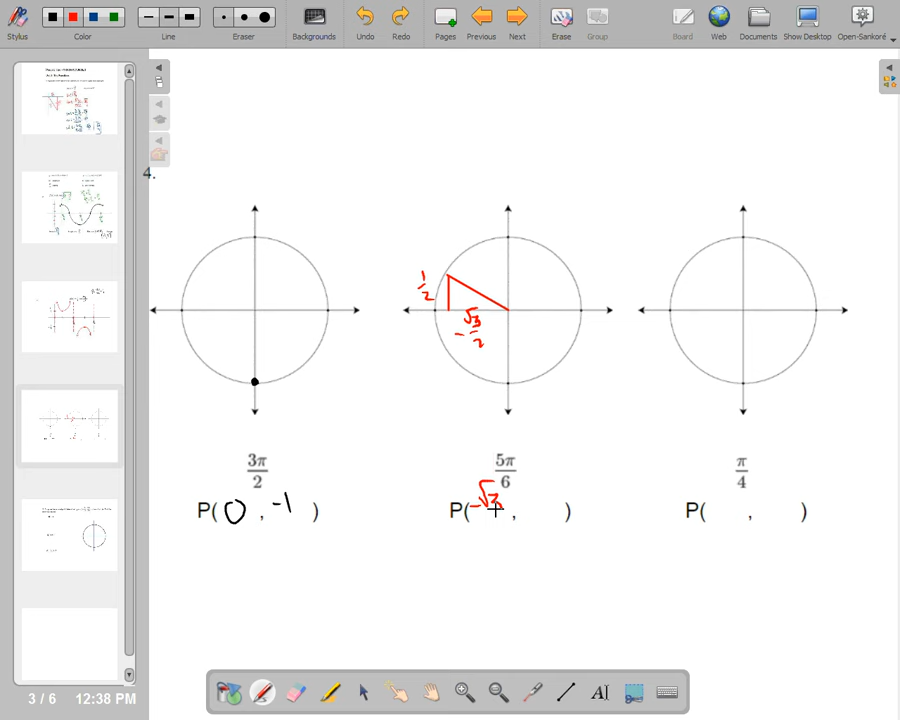 Stylus
Color
Line
Eraser
Backgrounds
Undo
Redo
Pages
Previous
Next
Erase
Group
Board
Web
Documents
Show Desktop
Open-Sankoré
4.
1/2
-√3/2
3π/2
5π/6
π/4
P( 0 , -1 )
P( -√3 , )
P( , )
3 / 6
12:38 PM